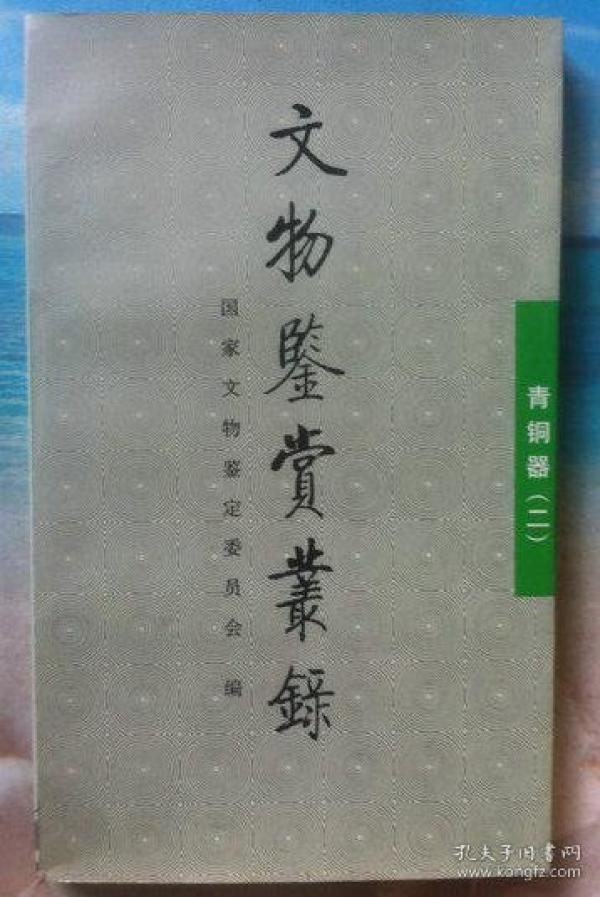 文物鑒賞叢錄
国家文物鉴定委员会 编
青铜器(二)
孔夫子旧书网
www.kongfz.com